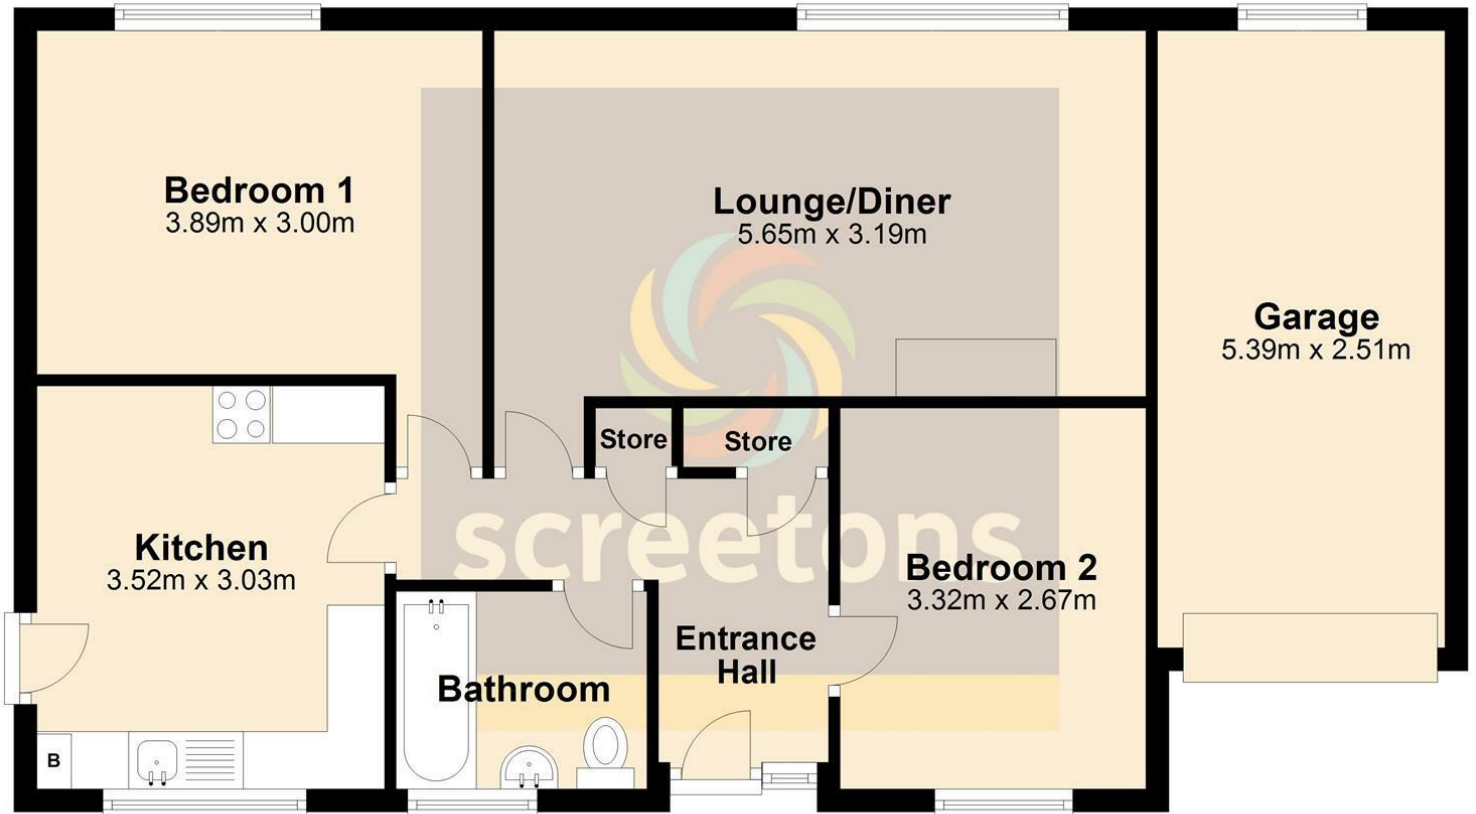 Bedroom 1
3.89m x 3.00m
Lounge/Diner
5.65m x 3.19m
Garage
5.39m x 2.51m
Store
Store
screetons
Kitchen
3.52m x 3.03m
Bedroom 2
3.32m x 2.67m
Entrance
Hall
Bathroom
B